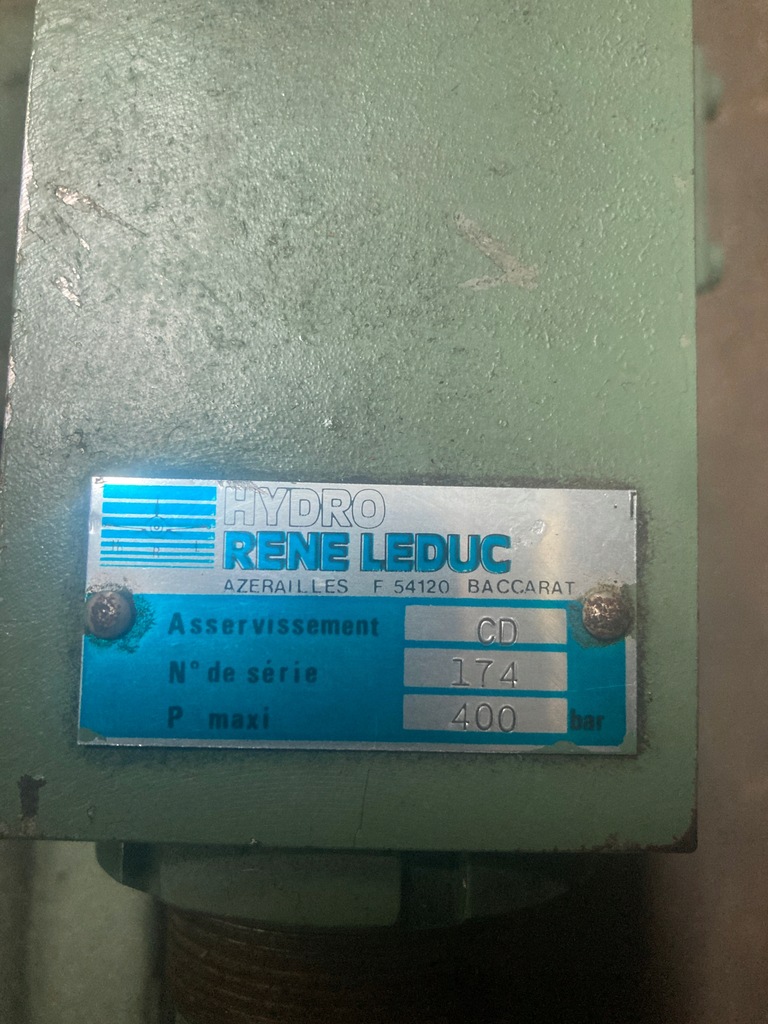 HYDRO
RENE LEDUC
AZERAILLES F 54120 BACCARAT
Asservissement CD
N° de série 174
P maxi 400 bar